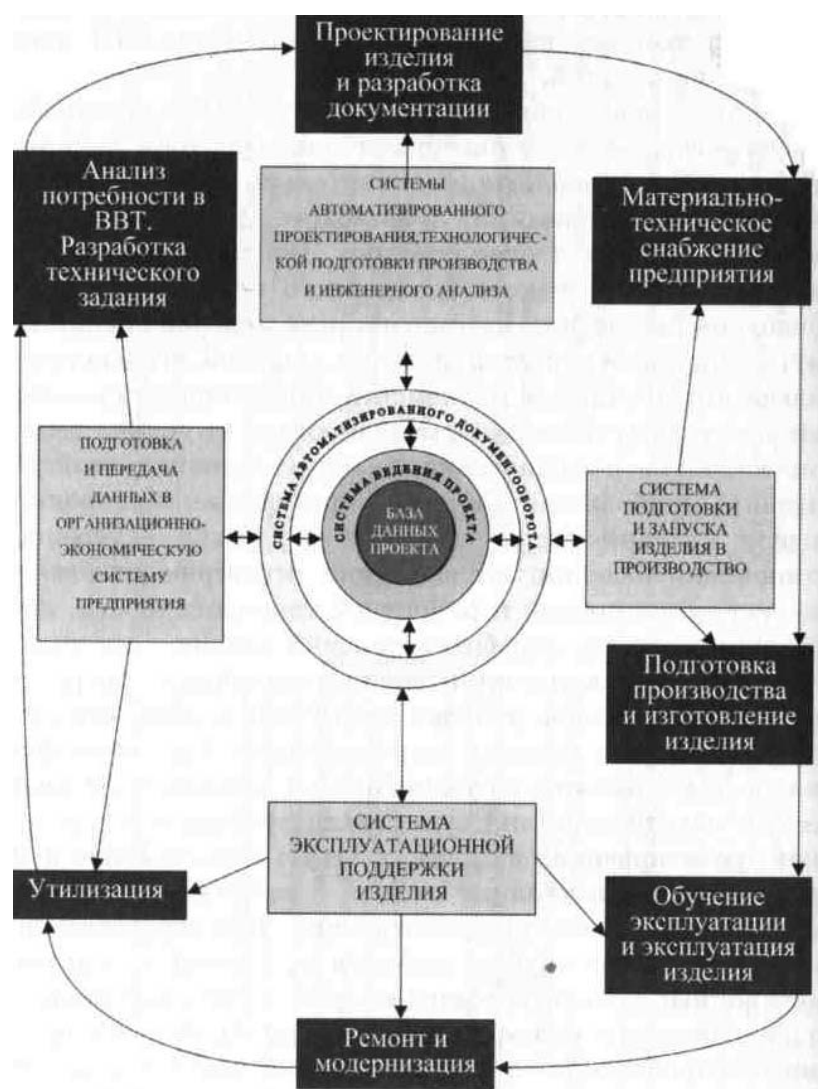 Проектирование
изделия
и разработка
документации
Анализ
потребности в
ВВТ.
Разработка
технического
задания
СИСТЕМЫ
АВТОМАТИЗИРОВАННОГО
ПРОЕКТИРОВАНИЯ,ТЕХНОЛОГИЧЕС-
КОЙ ПОДГОТОВКИ ПРОИЗВОДСТВА
И ИНЖЕНЕРНОГО АНАЛИЗА
Материально-
техническое
снабжение
предприятия
СИСТЕМА АВТОМАТИЗИРОВАННОГО ДОКУМЕНТООБОРОТА
СИСТЕМА ВЕДЕНИЯ ПРОЕКТА
БАЗА
ДАННЫХ
ПРОЕКТА
ПОДГОТОВКА
И ПЕРЕДАЧА
ДАННЫХ В
ОРГАНИЗАЦИОННО-
ЭКОНОМИЧЕСКУЮ
СИСТЕМУ
ПРЕДПРИЯТИЯ
СИСТЕМА
ПОДГОТОВКИ
И ЗАПУСКА
ИЗДЕЛИЯ В
ПРОИЗВОДСТВО
Подготовка
производства
и изготовление
изделия
СИСТЕМА
ЭКСПЛУАТАЦИОННОЙ
ПОДДЕРЖКИ
ИЗДЕЛИЯ
Утилизация
Обучение
эксплуатации
и эксплуатация
изделия
Ремонт и
модернизация